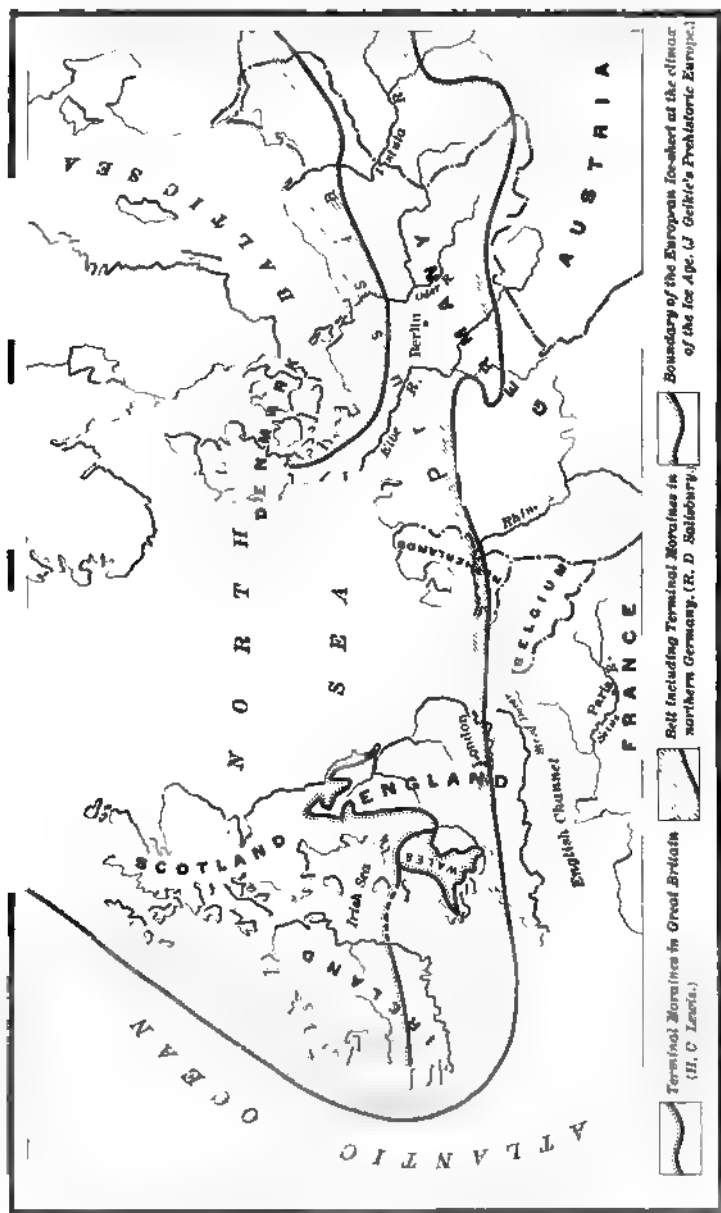 ATLANTIC OCEAN
NORTH SEA
BALTIC SEA
SCOTLAND
DENMARK
IRELAND
Irish Sea
ENGLAND
WALES
London
English Channel
NETHERLANDS
BELGIUM
Paris
FRANCE
Elbe R.
Berlin
Oder R.
GERMANY
AUSTRIA
Terminal Moraines in Great Britain
(H. C Lewis.)
Belt including Terminal Moraines in
northern Germany. (R. D Salisbury.)
Boundary of the European Ice-sheet at the climax
of the Ice Age. (J Geikie's Prehistoric Europe.)